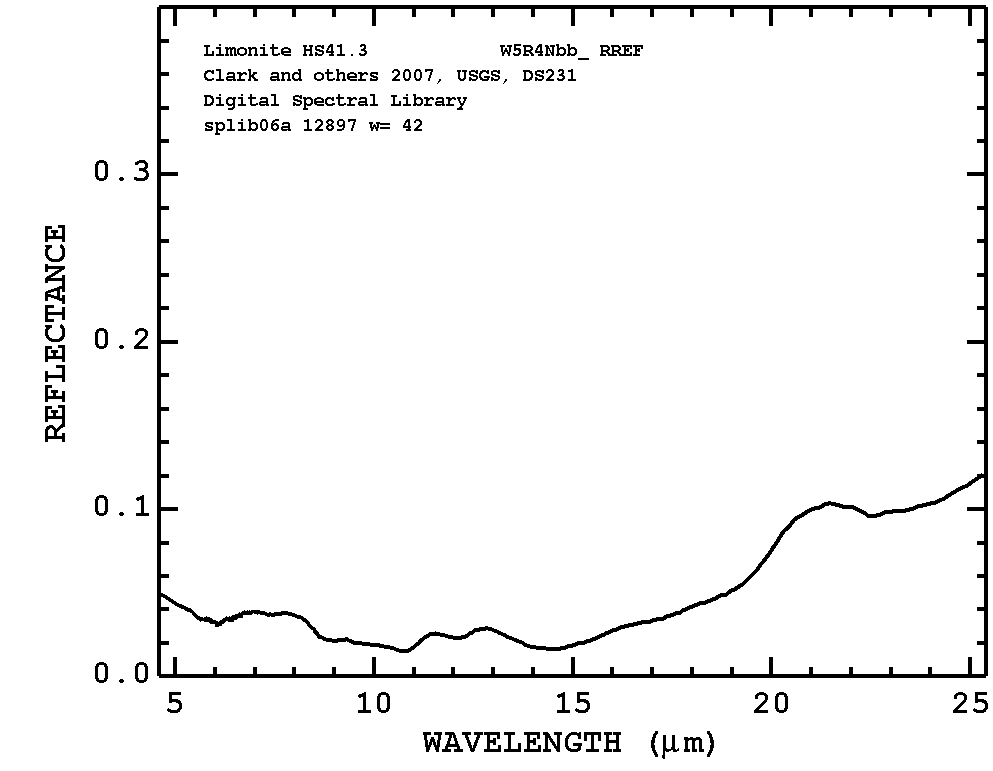 Limonite HS41.3 W5R4Nbb_ RREF
Clark and others 2007, USGS, DS231
Digital Spectral Library
splib06a 12897 w= 42
REFLECTANCE
0.3
0.2
0.1
0.0
5 10 15 20 25
WAVELENGTH (μm)